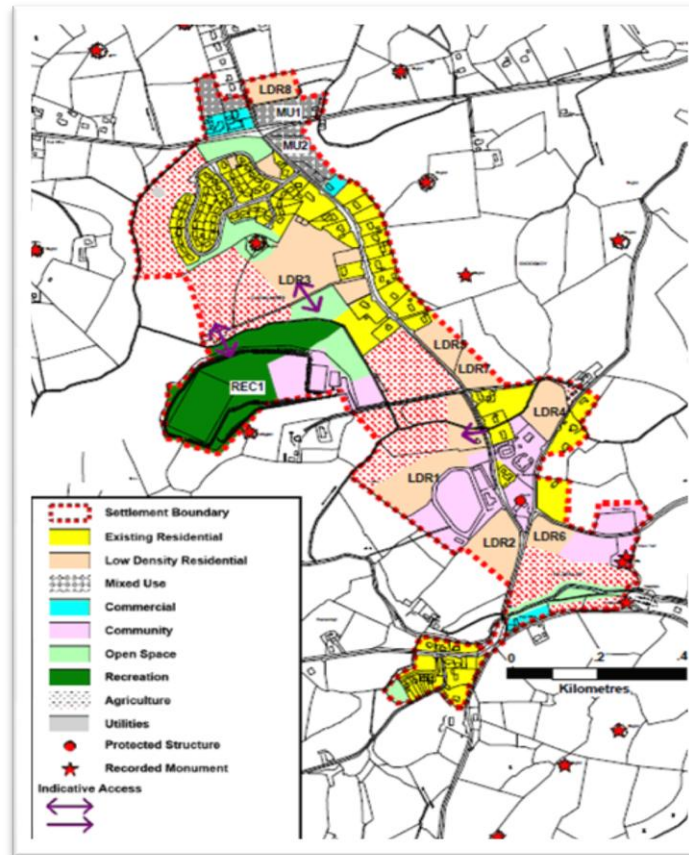 LDR8
MU1
MU2
LDR3
LDR5
LDR7
REC1
LDR4
LDR1
LDR2
LDR6
Settlement Boundary
Existing Residential
Low Density Residential
Mixed Use
Commercial
Community
Open Space
Recreation
Agriculture
Utilities
Protected Structure
Recorded Monument
Indicative Access
0 .2 .4
Kilometres